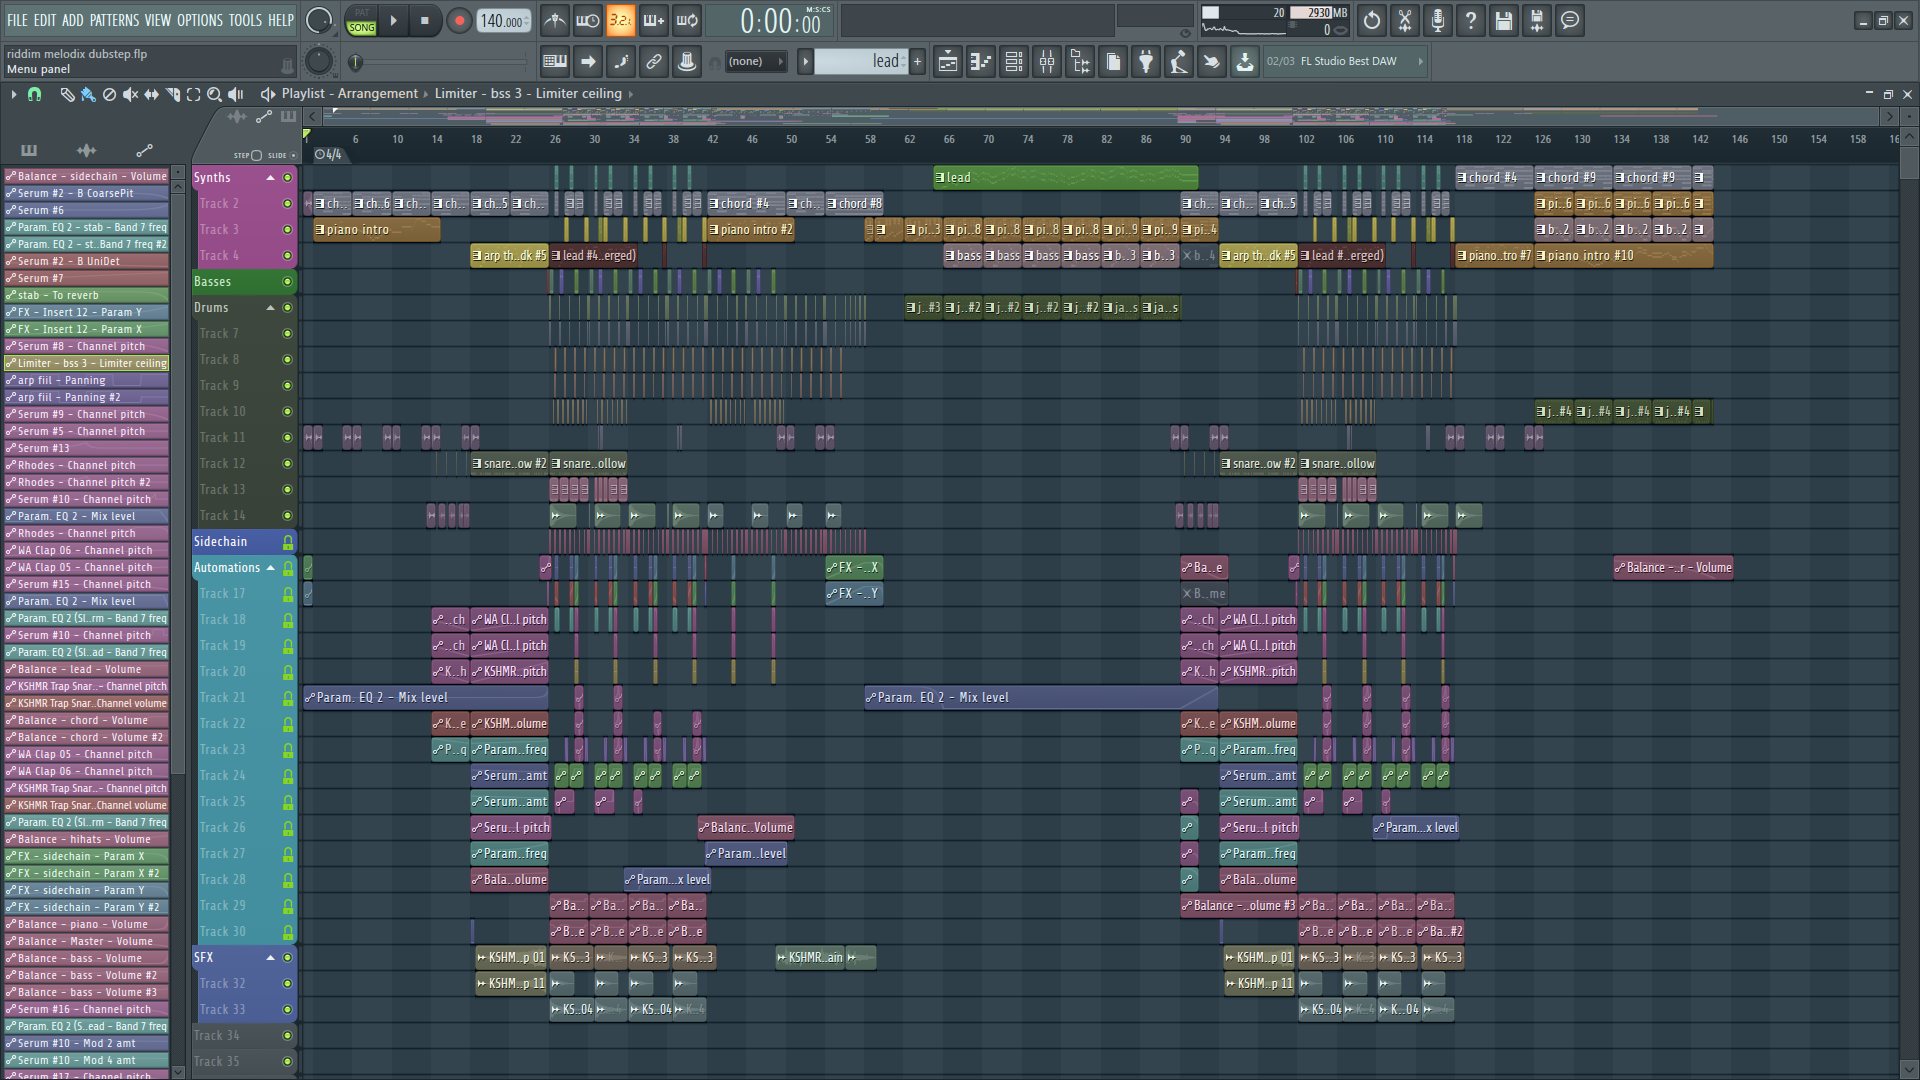 FILE EDIT ADD PATTERNS VIEW OPTIONS TOOLS HELP
PAT
SONG
140.000
3.2.
0:00:00
M:S:CS
20
2930 MB
0
riddim melodix dubstep.flp
Menu panel
(none)
lead
02/03 FL Studio Best DAW
Playlist - Arrangement
Limiter - bss 3 - Limiter ceiling
STEP
SLIDE
6 10 14 18 22 26 30 34 38 42 46 50 54 58 62 66 70 74 78 82 86 90 94 98 102 106 110 114 118 122 126 130 134 138 142 146 150 154 158
4/4
Balance - sidechain - Volume
Serum #2 - B CoarsePit
Serum #6
Param. EQ 2 - stab - Band 7 freq
Param. EQ 2 - st..Band 7 freq #2
Serum #2 - B UniDet
Serum #7
stab - To reverb
FX - Insert 12 - Param Y
FX - Insert 12 - Param X
Serum #8 - Channel pitch
Limiter - bss 3 - Limiter ceiling
arp fiil - Panning
arp fiil - Panning #2
Serum #9 - Channel pitch
Serum #5 - Channel pitch
Serum #13
Rhodes - Channel pitch
Rhodes - Channel pitch #2
Serum #10 - Channel pitch
Param. EQ 2 - Mix level
Rhodes - Channel pitch
WA Clap 06 - Channel pitch
WA Clap 05 - Channel pitch
Serum #15 - Channel pitch
Param. EQ 2 - Mix level
Param. EQ 2 (Sl..rm - Band 7 freq
Serum #10 - Channel pitch
Param. EQ 2 (Sl..ad - Band 7 freq
Balance - lead - Volume
KSHMR Trap Snar..- Channel pitch
KSHMR Trap Snar..Channel volume
Balance - chord - Volume
Balance - chord - Volume #2
WA Clap 05 - Channel pitch
WA Clap 06 - Channel pitch
KSHMR Trap Snar..- Channel pitch
KSHMR Trap Snar..Channel volume
Param. EQ 2 (Sl..rm - Band 7 freq
Balance - hihats - Volume
FX - sidechain - Param X
FX - sidechain - Param X #2
FX - sidechain - Param Y
FX - sidechain - Param Y #2
Balance - piano - Volume
Balance - Master - Volume
Balance - bass - Volume
Balance - bass - Volume #2
Balance - bass - Volume #3
Serum #16 - Channel pitch
Param. EQ 2 (S..ead - Band 7 freq
Serum #10 - Mod 2 amt
Serum #10 - Mod 4 amt
Serum #17 - Channel pitch
Synths lead chord #4 chord #9 chord #9
Track 2 ch.. ch..6 ch.. ch.. ch..5 ch.. chord #4 ch.. chord #8 ch.. ch.. ch..5 pi..6 pi..6 pi..6 pi..6
Track 3 piano intro piano intro #2 pi..3 pi..8 pi..8 pi..8 pi..8 pi..9 pi..9 pi..4 b..2 b..2 b..2 b..2
Track 4 arp th..dk #5 lead #4..erged) bass bass bass bass b..3 b..3 b..4 arp th..dk #5 lead #..erged) piano..tro #7 piano intro #10
Basses
Drums j..#3 j..#2 j..#2 j..#2 j..#2 ja..s ja..s
Track 7
Track 8
Track 9
Track 10 j..#4 j..#4 j..#4 j..#4
Track 11
Track 12 snare..ow #2 snare..ollow snare..ow #2 snare..ollow
Track 13
Track 14
Sidechain
Automations FX -..X Ba..e Balance -..r - Volume
Track 17 FX -..Y B..me
Track 18 ..ch WA Cl..l pitch ..ch WA Cl..l pitch
Track 19 ..ch WA Cl..l pitch ..ch WA Cl..l pitch
Track 20 K..h KSHMR..pitch K..h KSHMR..pitch
Track 21 Param. EQ 2 - Mix level Param. EQ 2 - Mix level
Track 22 K..e KSHM..olume K..e KSHM..olume
Track 23 P..q Param..freq P..q Param..freq
Track 24 Serum..amt Serum..amt
Track 25 Serum..amt Serum..amt
Track 26 Seru..l pitch Balanc..Volume Seru..l pitch Param...x level
Track 27 Param..freq Param..level Param..freq
Track 28 Bala..olume Param...x level Bala..olume
Track 29 Ba.. Ba.. Ba.. Ba.. Balance -..olume #3 Ba.. Ba.. Ba.. Ba..
Track 30 B..e B..e B..e B..e B..e B..e B..e Ba..#2
SFX KSHM..p 01 KS..3 KS..3 KS..3 KSHMR..ain KSHM..p 01 KS..3 KS..3 KS..3
Track 32 KSHM..p 11 KSHM..p 11
Track 33 KS..04 KS..04 K..4 KS..04 K..04
Track 34
Track 35